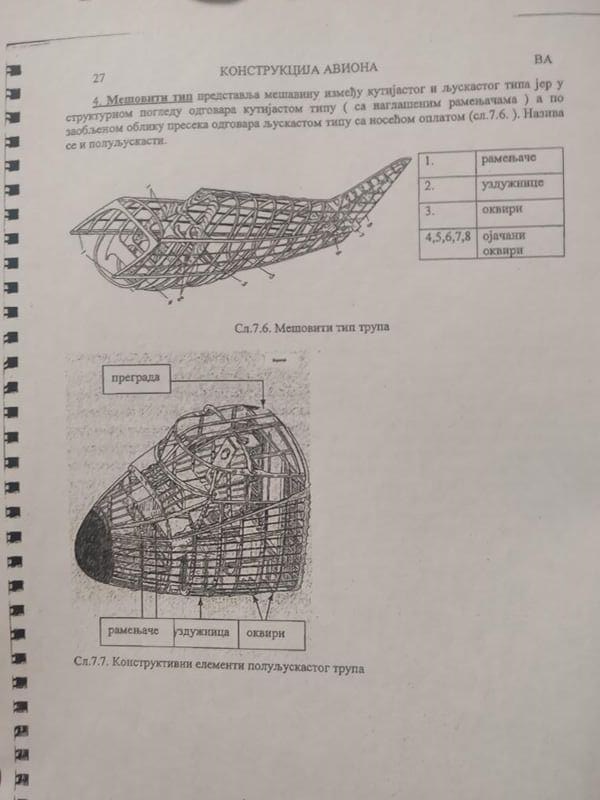 27
КОНСТРУКЦИЈА АВИОНА
ВА
4. Мешовити тип представља мешавину између кутијастог и љускастог типа јер у
структурном погледу одговара кутијастом типу ( са наглашеним рамењачама ) а по
заобљеном облику пресека одговара љускастом типу са носећом оплатом (сл.7.6. ). Назива
се и полуљускасти.
1. рамењаче
2. уздужнице
3. оквири
4,5,6,7,8 ојачани
оквири
Сл.7.6. Мешовити тип трупа
преграда
рамењаче уздужница оквири
Сл.7.7. Конструктивни елементи полуљускастог трупа